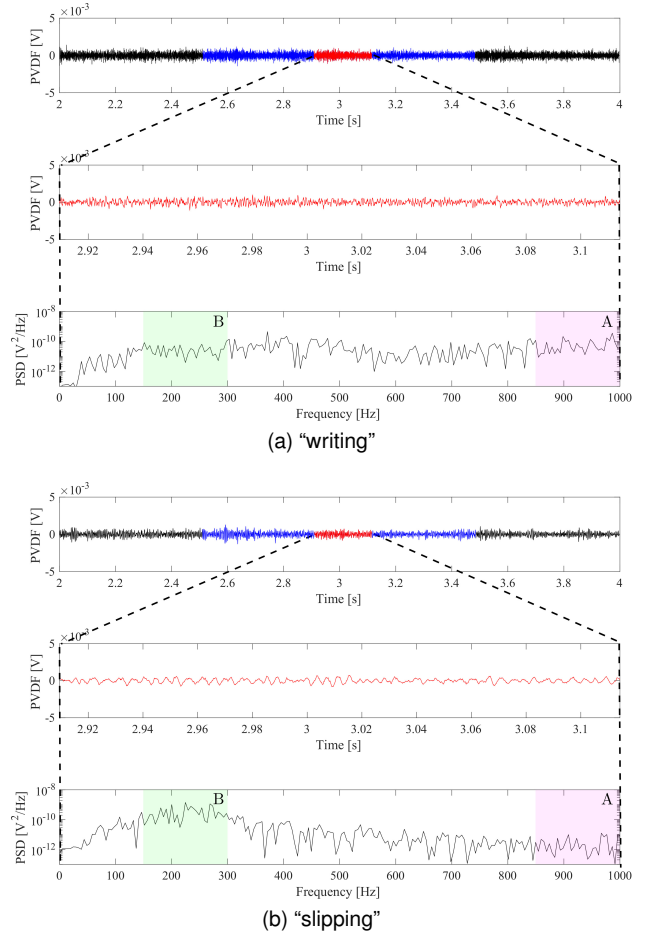 ×10⁻³
PVDF [V]
5
0
-5
2 2.2 2.4 2.6 2.8 3 3.2 3.4 3.6 3.8 4
Time [s]
×10⁻³
PVDF [V]
5
0
-5
2.92 2.94 2.96 2.98 3 3.02 3.04 3.06 3.08 3.1
Time [s]
PSD [V²/Hz]
10⁻⁸
10⁻¹⁰
10⁻¹²
B A
0 100 200 300 400 500 600 700 800 900 1000
Frequency [Hz]
(a) “writing”
×10⁻³
PVDF [V]
5
0
-5
2 2.2 2.4 2.6 2.8 3 3.2 3.4 3.6 3.8 4
Time [s]
×10⁻³
PVDF [V]
5
0
-5
2.92 2.94 2.96 2.98 3 3.02 3.04 3.06 3.08 3.1
Time [s]
PSD [V²/Hz]
10⁻⁸
10⁻¹⁰
10⁻¹²
B A
0 100 200 300 400 500 600 700 800 900 1000
Frequency [Hz]
(b) “slipping”